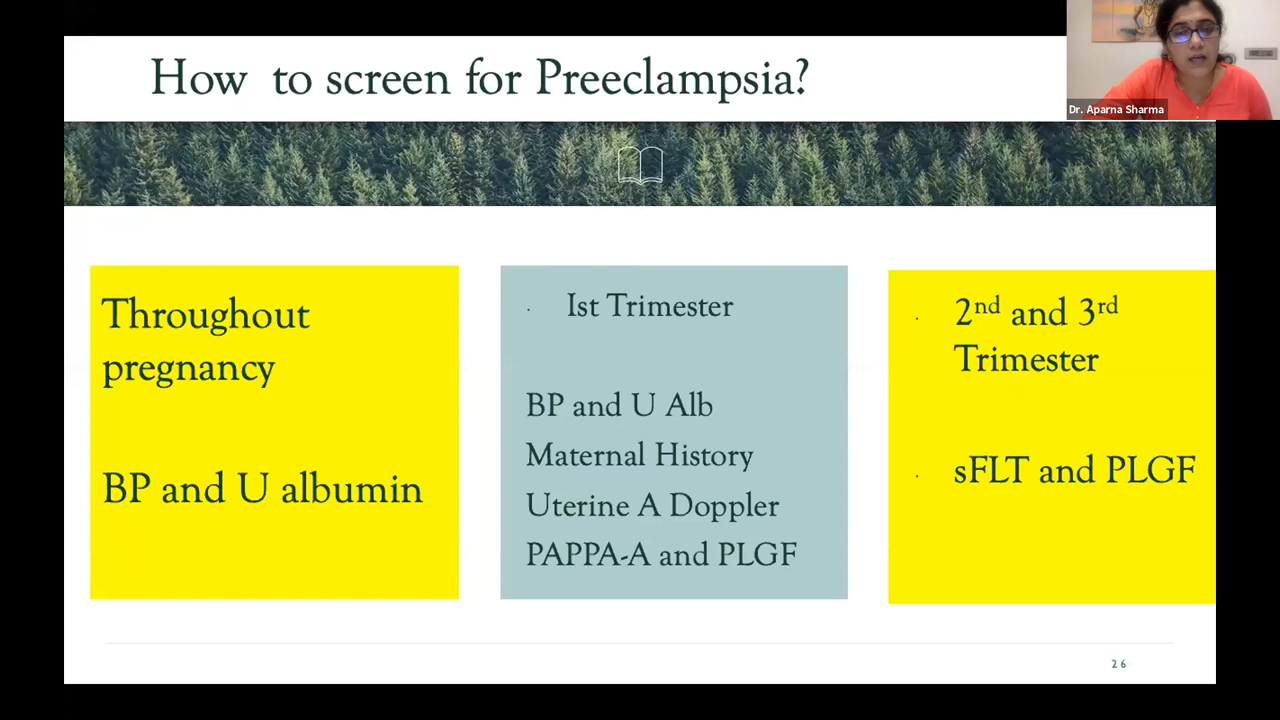 How to screen for Preeclampsia?
Dr. Aparna Sharma
Throughout
pregnancy
BP and U albumin
· Ist Trimester
BP and U Alb
Maternal History
Uterine A Doppler
PAPPA-A and PLGF
· 2nd and 3rd
Trimester
· sFLT and PLGF
26